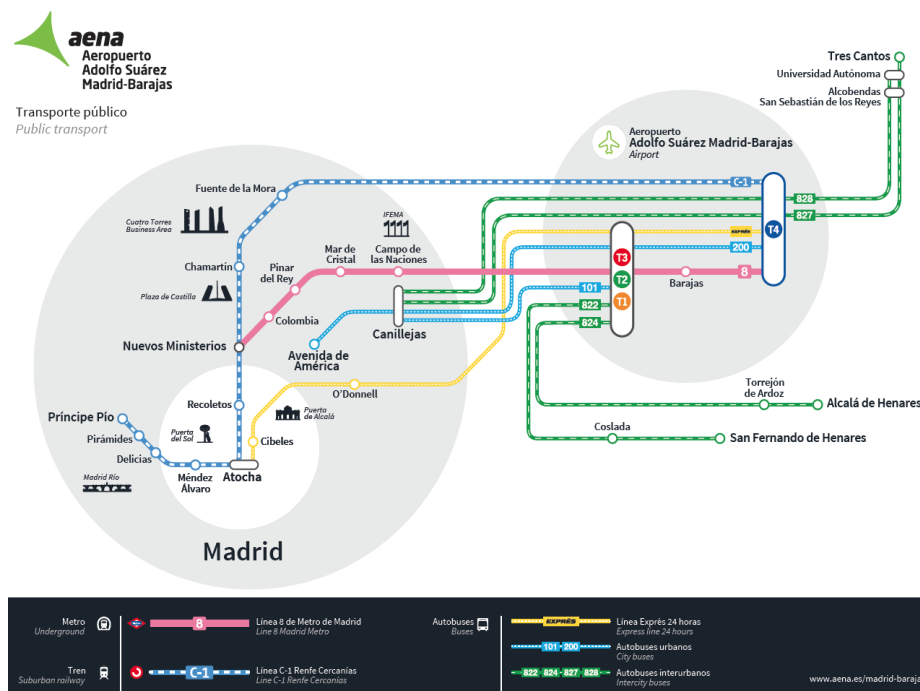 aena
Aeropuerto
Adolfo Suárez
Madrid-Barajas
Transporte público
Public transport
Tres Cantos
Universidad Autónoma
Alcobendas
San Sebastián de los Reyes
Aeropuerto
Adolfo Suárez Madrid-Barajas
Airport
C-1
828
827
EXPRÉS
200
T4
8
Barajas
T3
T2
T1
101
822
824
Fuente de la Mora
Cuatro Torres
Business Area
IFEMA
Chamartín
Pinar
del Rey
Mar de
Cristal
Campo de
las Naciones
Plaza de Castilla
Colombia
Canillejas
Nuevos Ministerios
Avenida de
América
O'Donnell
Torrejón
de Ardoz
Alcalá de Henares
Recoletos
Puerta
de Alcalá
Príncipe Pío
Pirámides
Puerta
del Sol
Cibeles
Coslada
San Fernando de Henares
Delicias
Madrid Río
Méndez
Álvaro
Atocha
Madrid
Metro
Underground
8
Línea 8 de Metro de Madrid
Line 8 Madrid Metro
Tren
Suburban railway
C-1
Línea C-1 Renfe Cercanías
Line C-1 Renfe Cercanías
Autobuses
Buses
EXPRÉS
Línea Exprés 24 horas
Express line 24 hours
101 - 200
Autobuses urbanos
City buses
822 - 824 - 827 - 828
Autobuses interurbanos
Intercity buses
www.aena.es/madrid-baraja